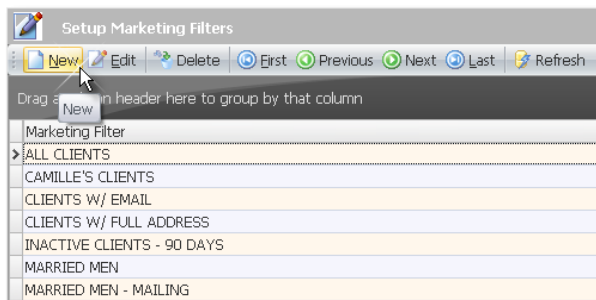 Setup Marketing Filters
New Edit Delete First Previous Next Last Refresh
Drag a header here to group by that column
New
Marketing Filter
ALL CLIENTS
CAMILLE'S CLIENTS
CLIENTS W/ EMAIL
CLIENTS W/ FULL ADDRESS
INACTIVE CLIENTS - 90 DAYS
MARRIED MEN
MARRIED MEN - MAILING